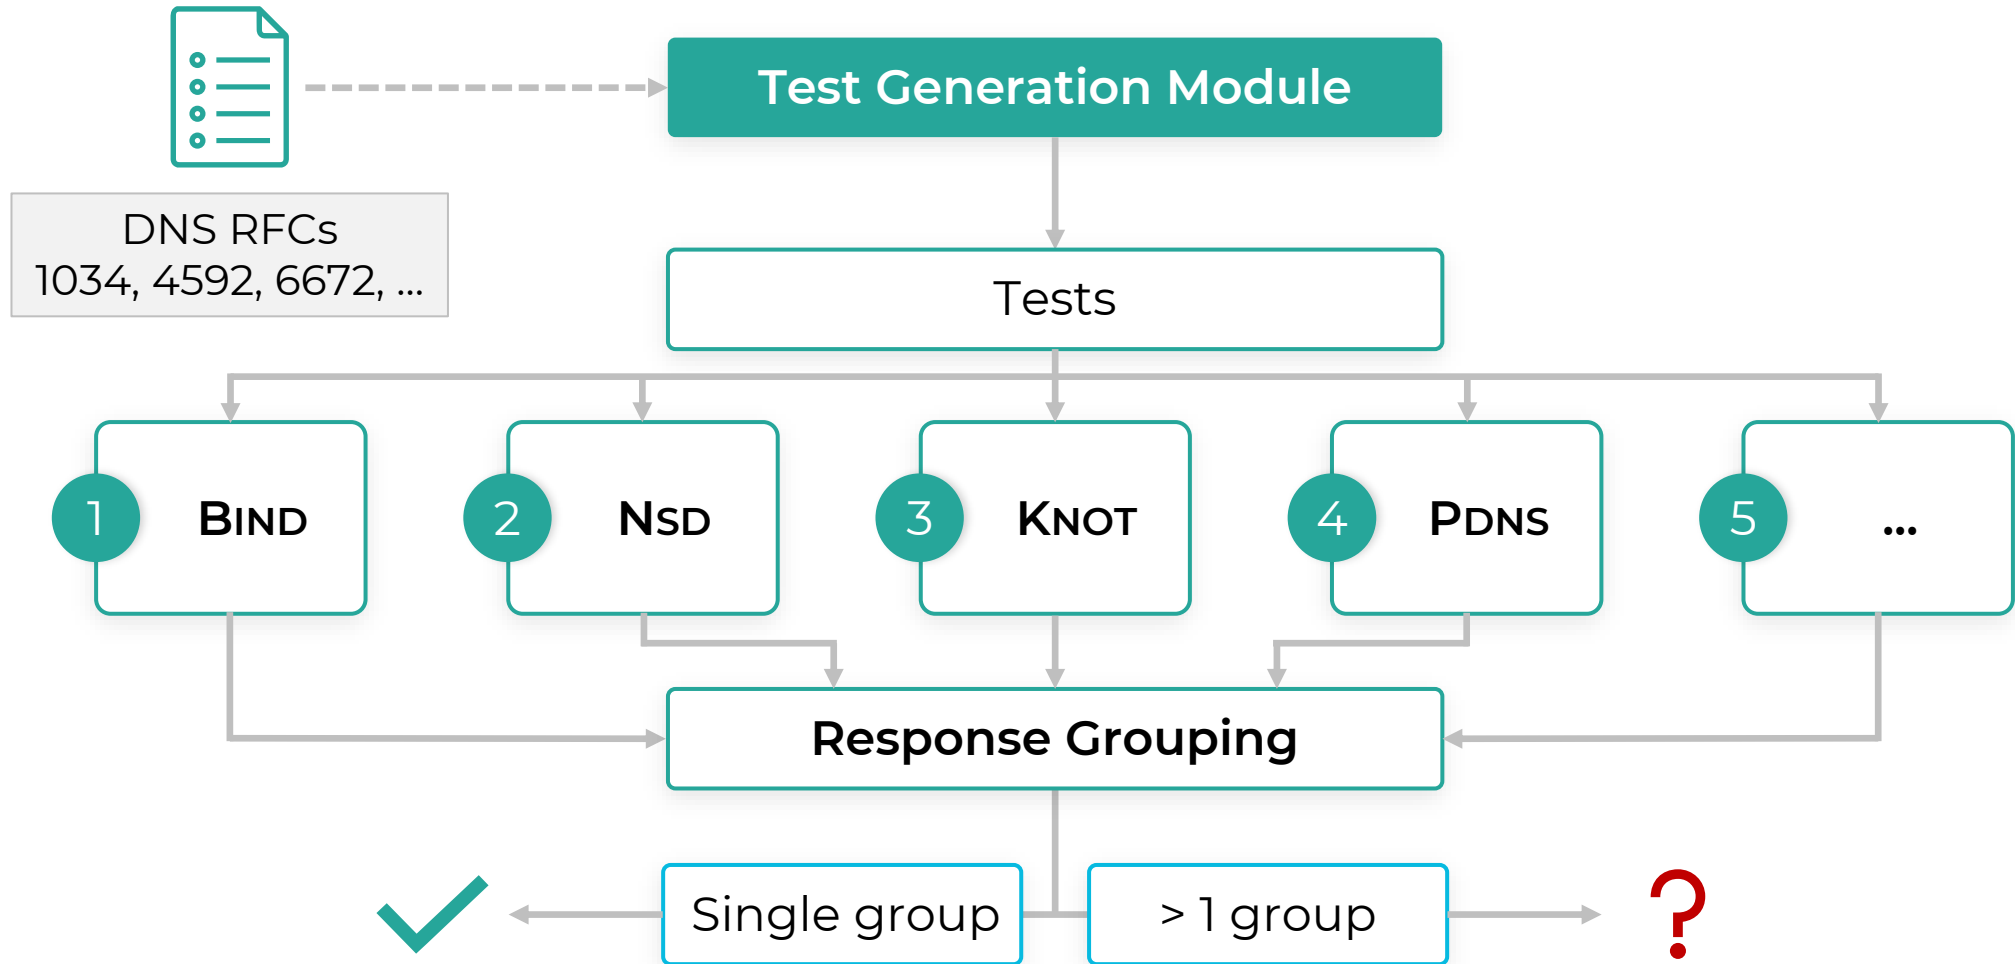 Test Generation Module
DNS RFCs
1034, 4592, 6672, ...
Tests
1 BIND
2 NSD
3 KNOT
4 PDNS
5 ...
Response Grouping
Single group
> 1 group
?